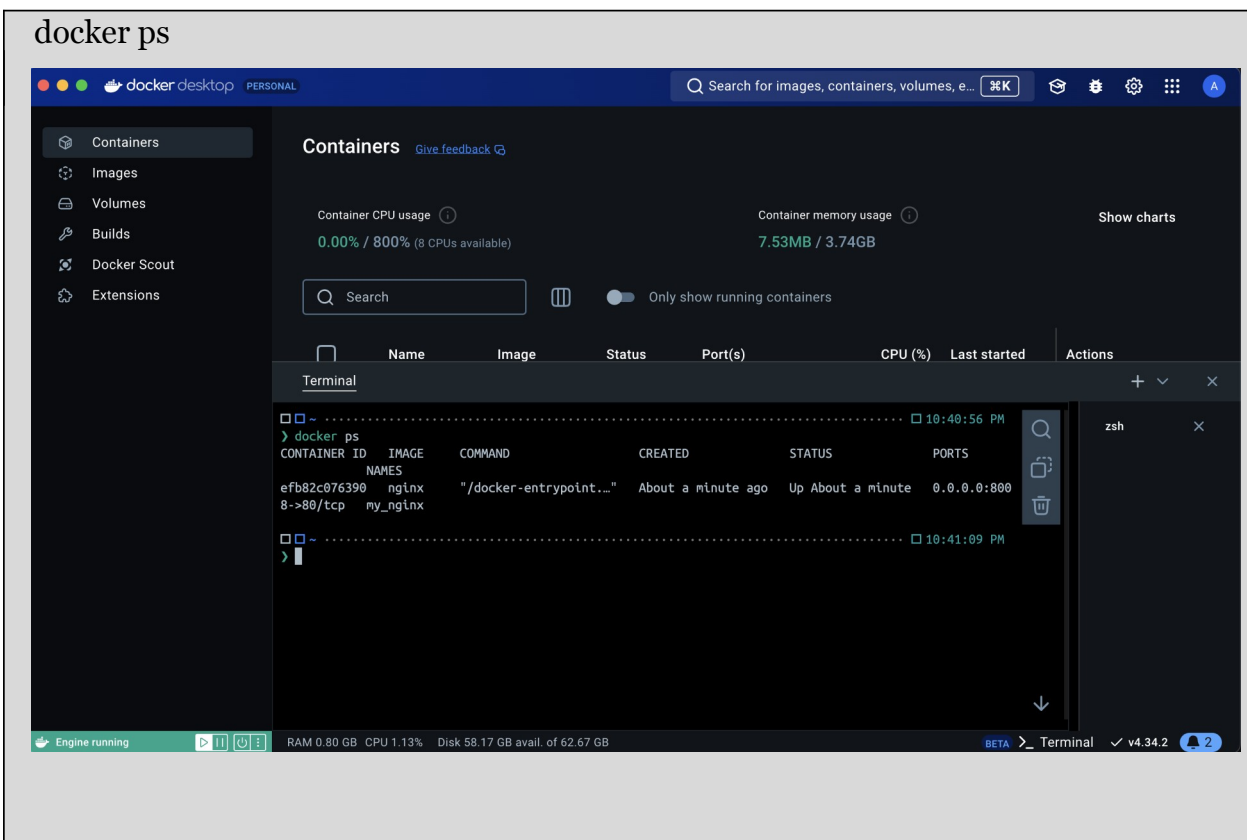 docker ps
docker desktop PERSONAL
Search for images, containers, volumes, e... ⌘K
A
Containers
Images
Volumes
Builds
Docker Scout
Extensions
Containers Give feedback
Container CPU usage
0.00% / 800% (8 CPUs available)
Container memory usage
7.53MB / 3.74GB
Show charts
Search
Only show running containers
Name Image Status Port(s) CPU (%) Last started Actions
Terminal
~ 10:40:56 PM
❯ docker ps
CONTAINER ID IMAGE COMMAND CREATED STATUS PORTS
NAMES
efb82c076390 nginx "/docker-entrypoint.…" About a minute ago Up About a minute 0.0.0.0:800
8->80/tcp my_nginx
~ 10:41:09 PM
❯
zsh
Engine running
RAM 0.80 GB CPU 1.13% Disk 58.17 GB avail. of 62.67 GB
BETA >_ Terminal ✓ v4.34.2 2